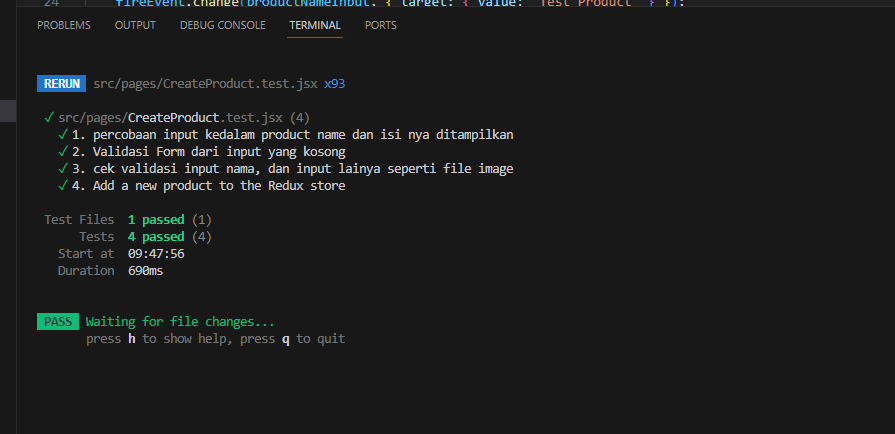 24 fireEvent.change(productNameInput, { target: { value: "Test Product" } });
PROBLEMS OUTPUT DEBUG CONSOLE TERMINAL PORTS
RERUN src/pages/CreateProduct.test.jsx x93
✓ src/pages/CreateProduct.test.jsx (4)
✓ 1. percobaan input kedalam product name dan isi nya ditampilkan
✓ 2. Validasi Form dari input yang kosong
✓ 3. cek validasi input nama, dan input lainya seperti file image
✓ 4. Add a new product to the Redux store
Test Files 1 passed (1)
Tests 4 passed (4)
Start at 09:47:56
Duration 690ms
PASS Waiting for file changes...
press h to show help, press q to quit